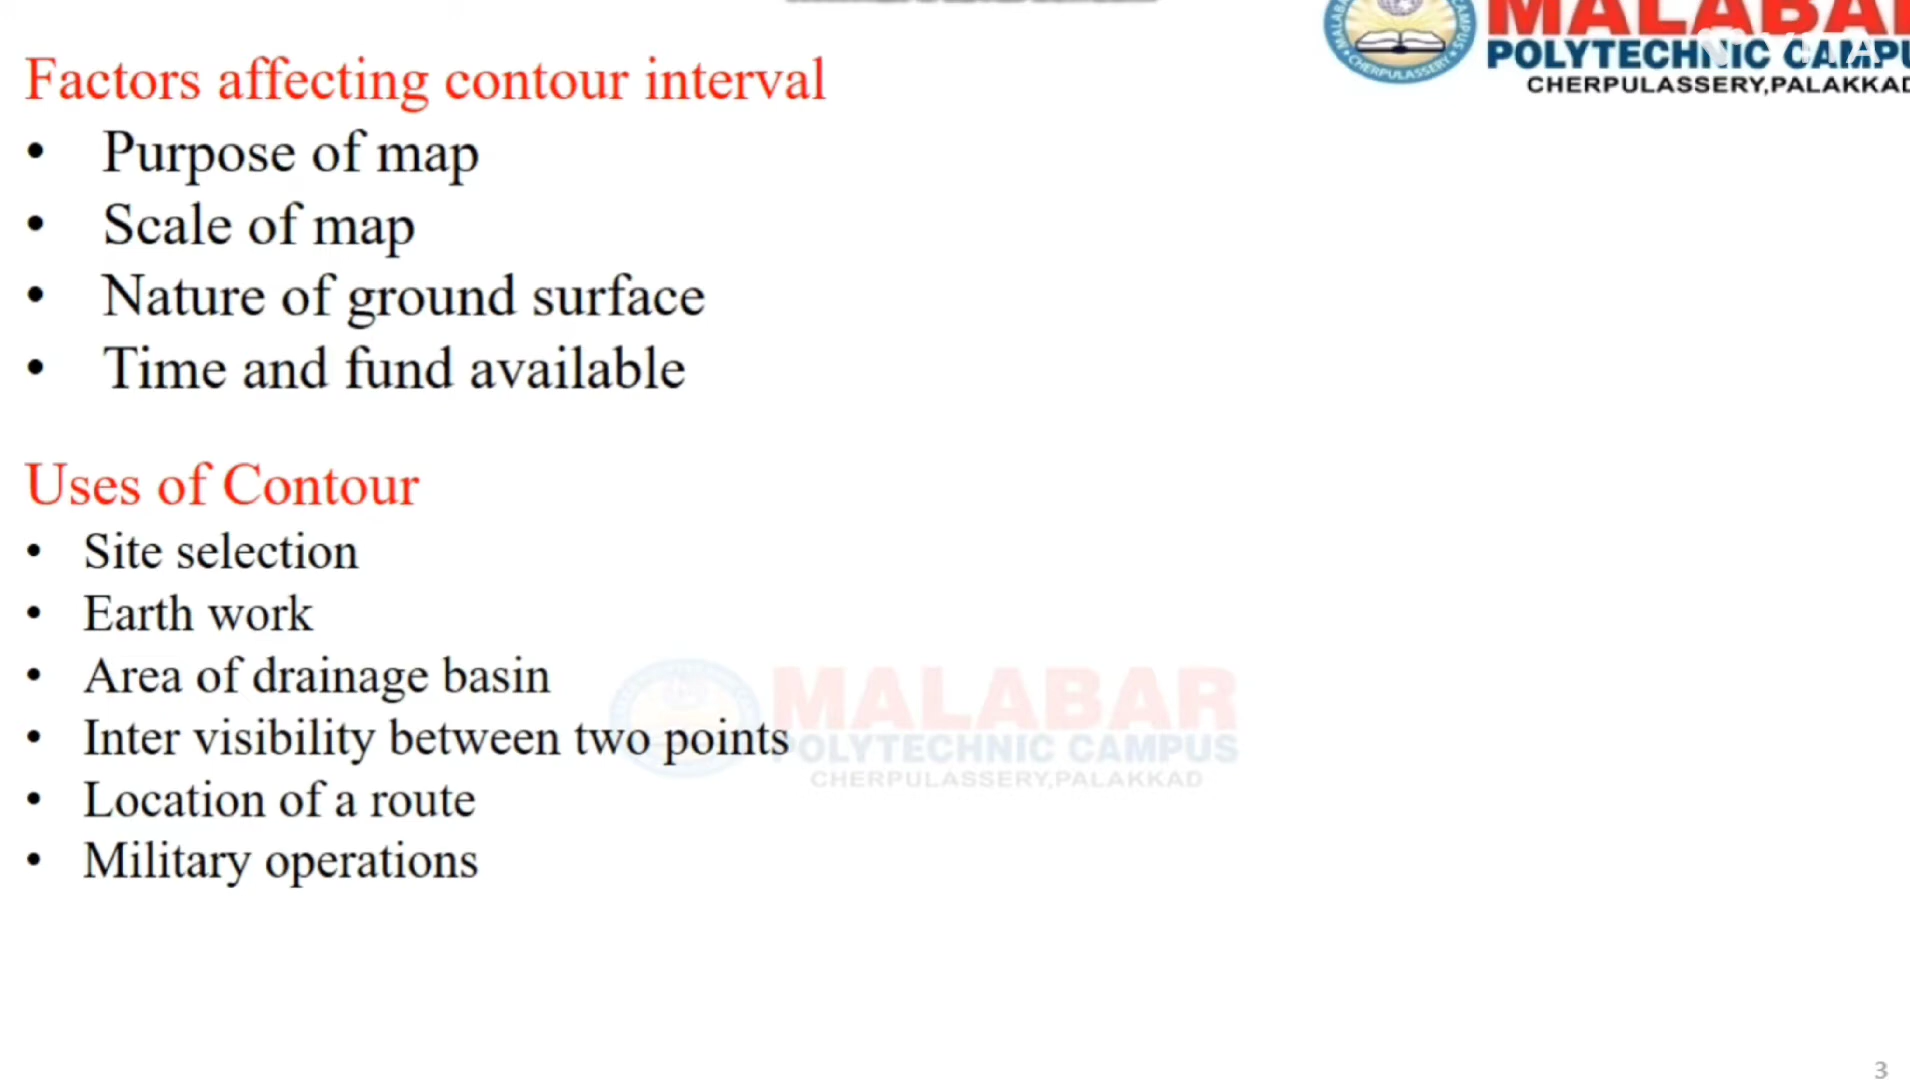 MALABAR
POLYTECHNIC CAMPUS
CHERPULASSERY,PALAKKAD
Factors affecting contour interval
• Purpose of map
• Scale of map
• Nature of ground surface
• Time and fund available
Uses of Contour
• Site selection
• Earth work
• Area of drainage basin
• Inter visibility between two points
• Location of a route
• Military operations
MALABAR
POLYTECHNIC CAMPUS
CHERPULASSERY,PALAKKAD
3